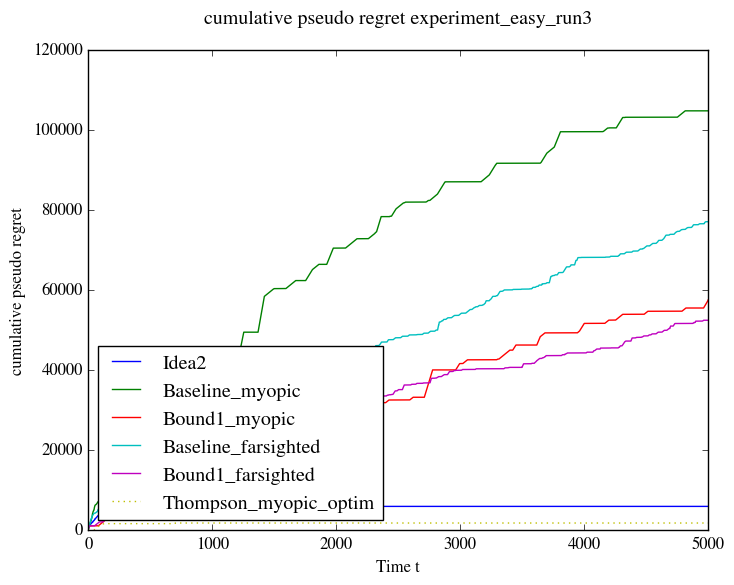 cumulative pseudo regret experiment_easy_run3
120000
100000
80000
60000
40000
20000
0
cumulative pseudo regret
Idea2
Baseline_myopic
Bound1_myopic
Baseline_farsighted
Bound1_farsighted
Thompson_myopic_optim
0 1000 2000 3000 4000 5000
Time t